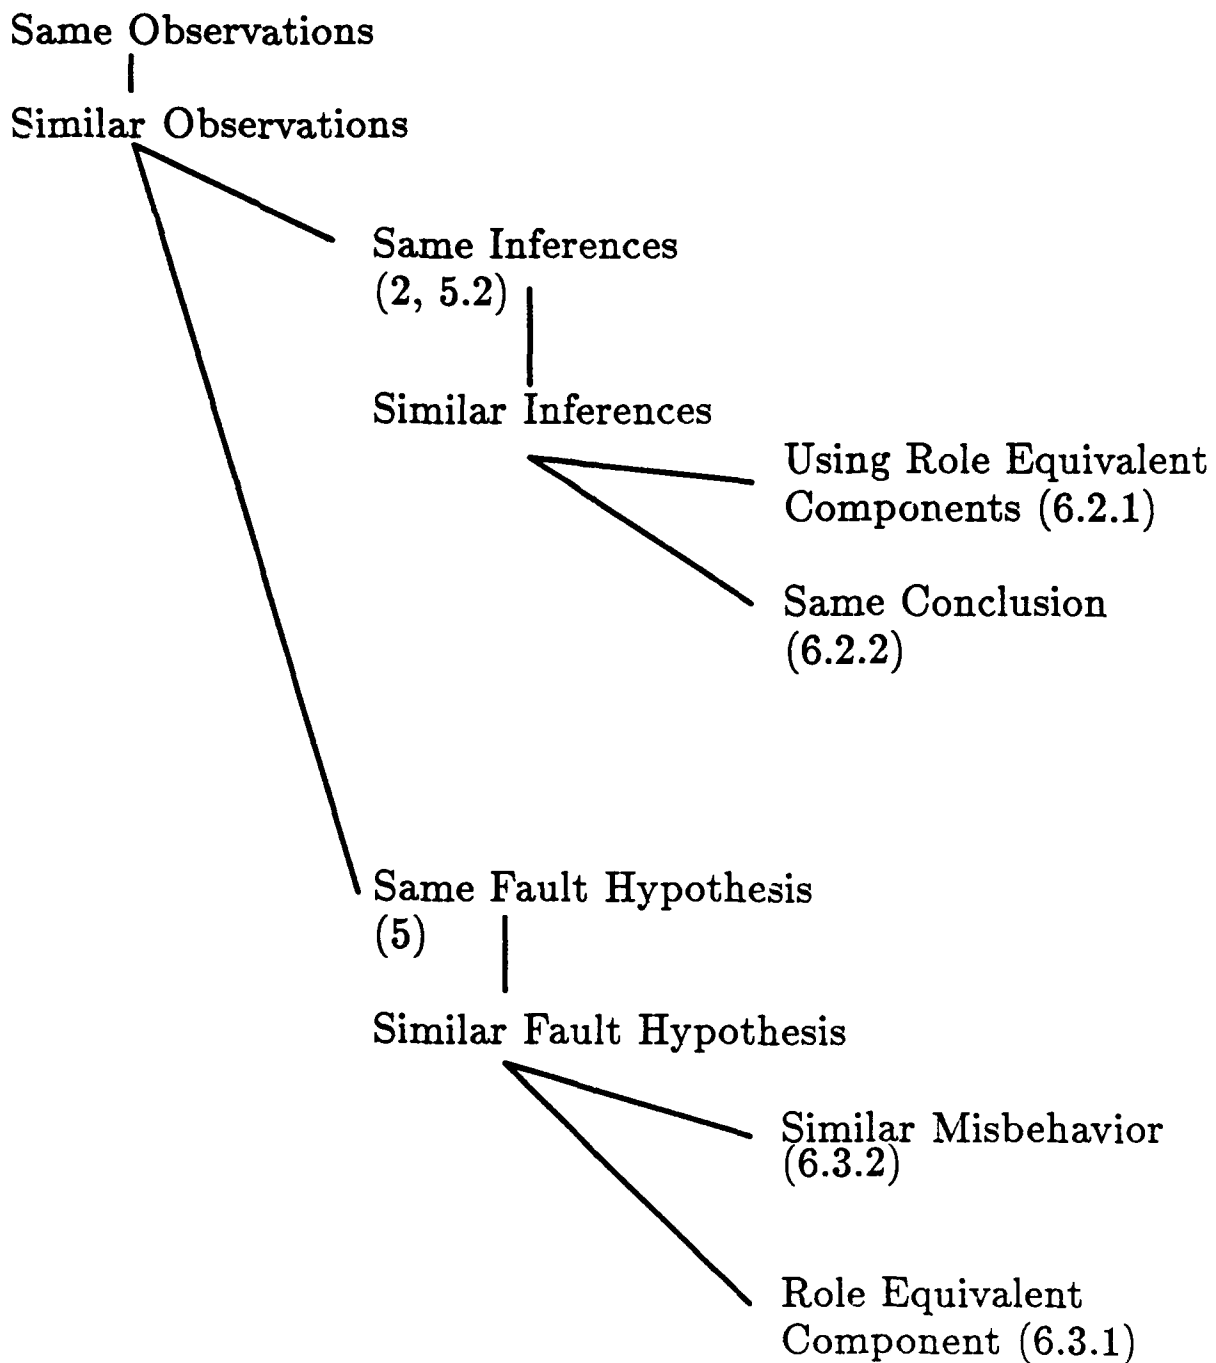 Same Observations
Similar Observations
Same Inferences
(2, 5.2)
Similar Inferences
Using Role Equivalent
Components (6.2.1)
Same Conclusion
(6.2.2)
Same Fault Hypothesis
(5)
Similar Fault Hypothesis
Similar Misbehavior
(6.3.2)
Role Equivalent
Component (6.3.1)